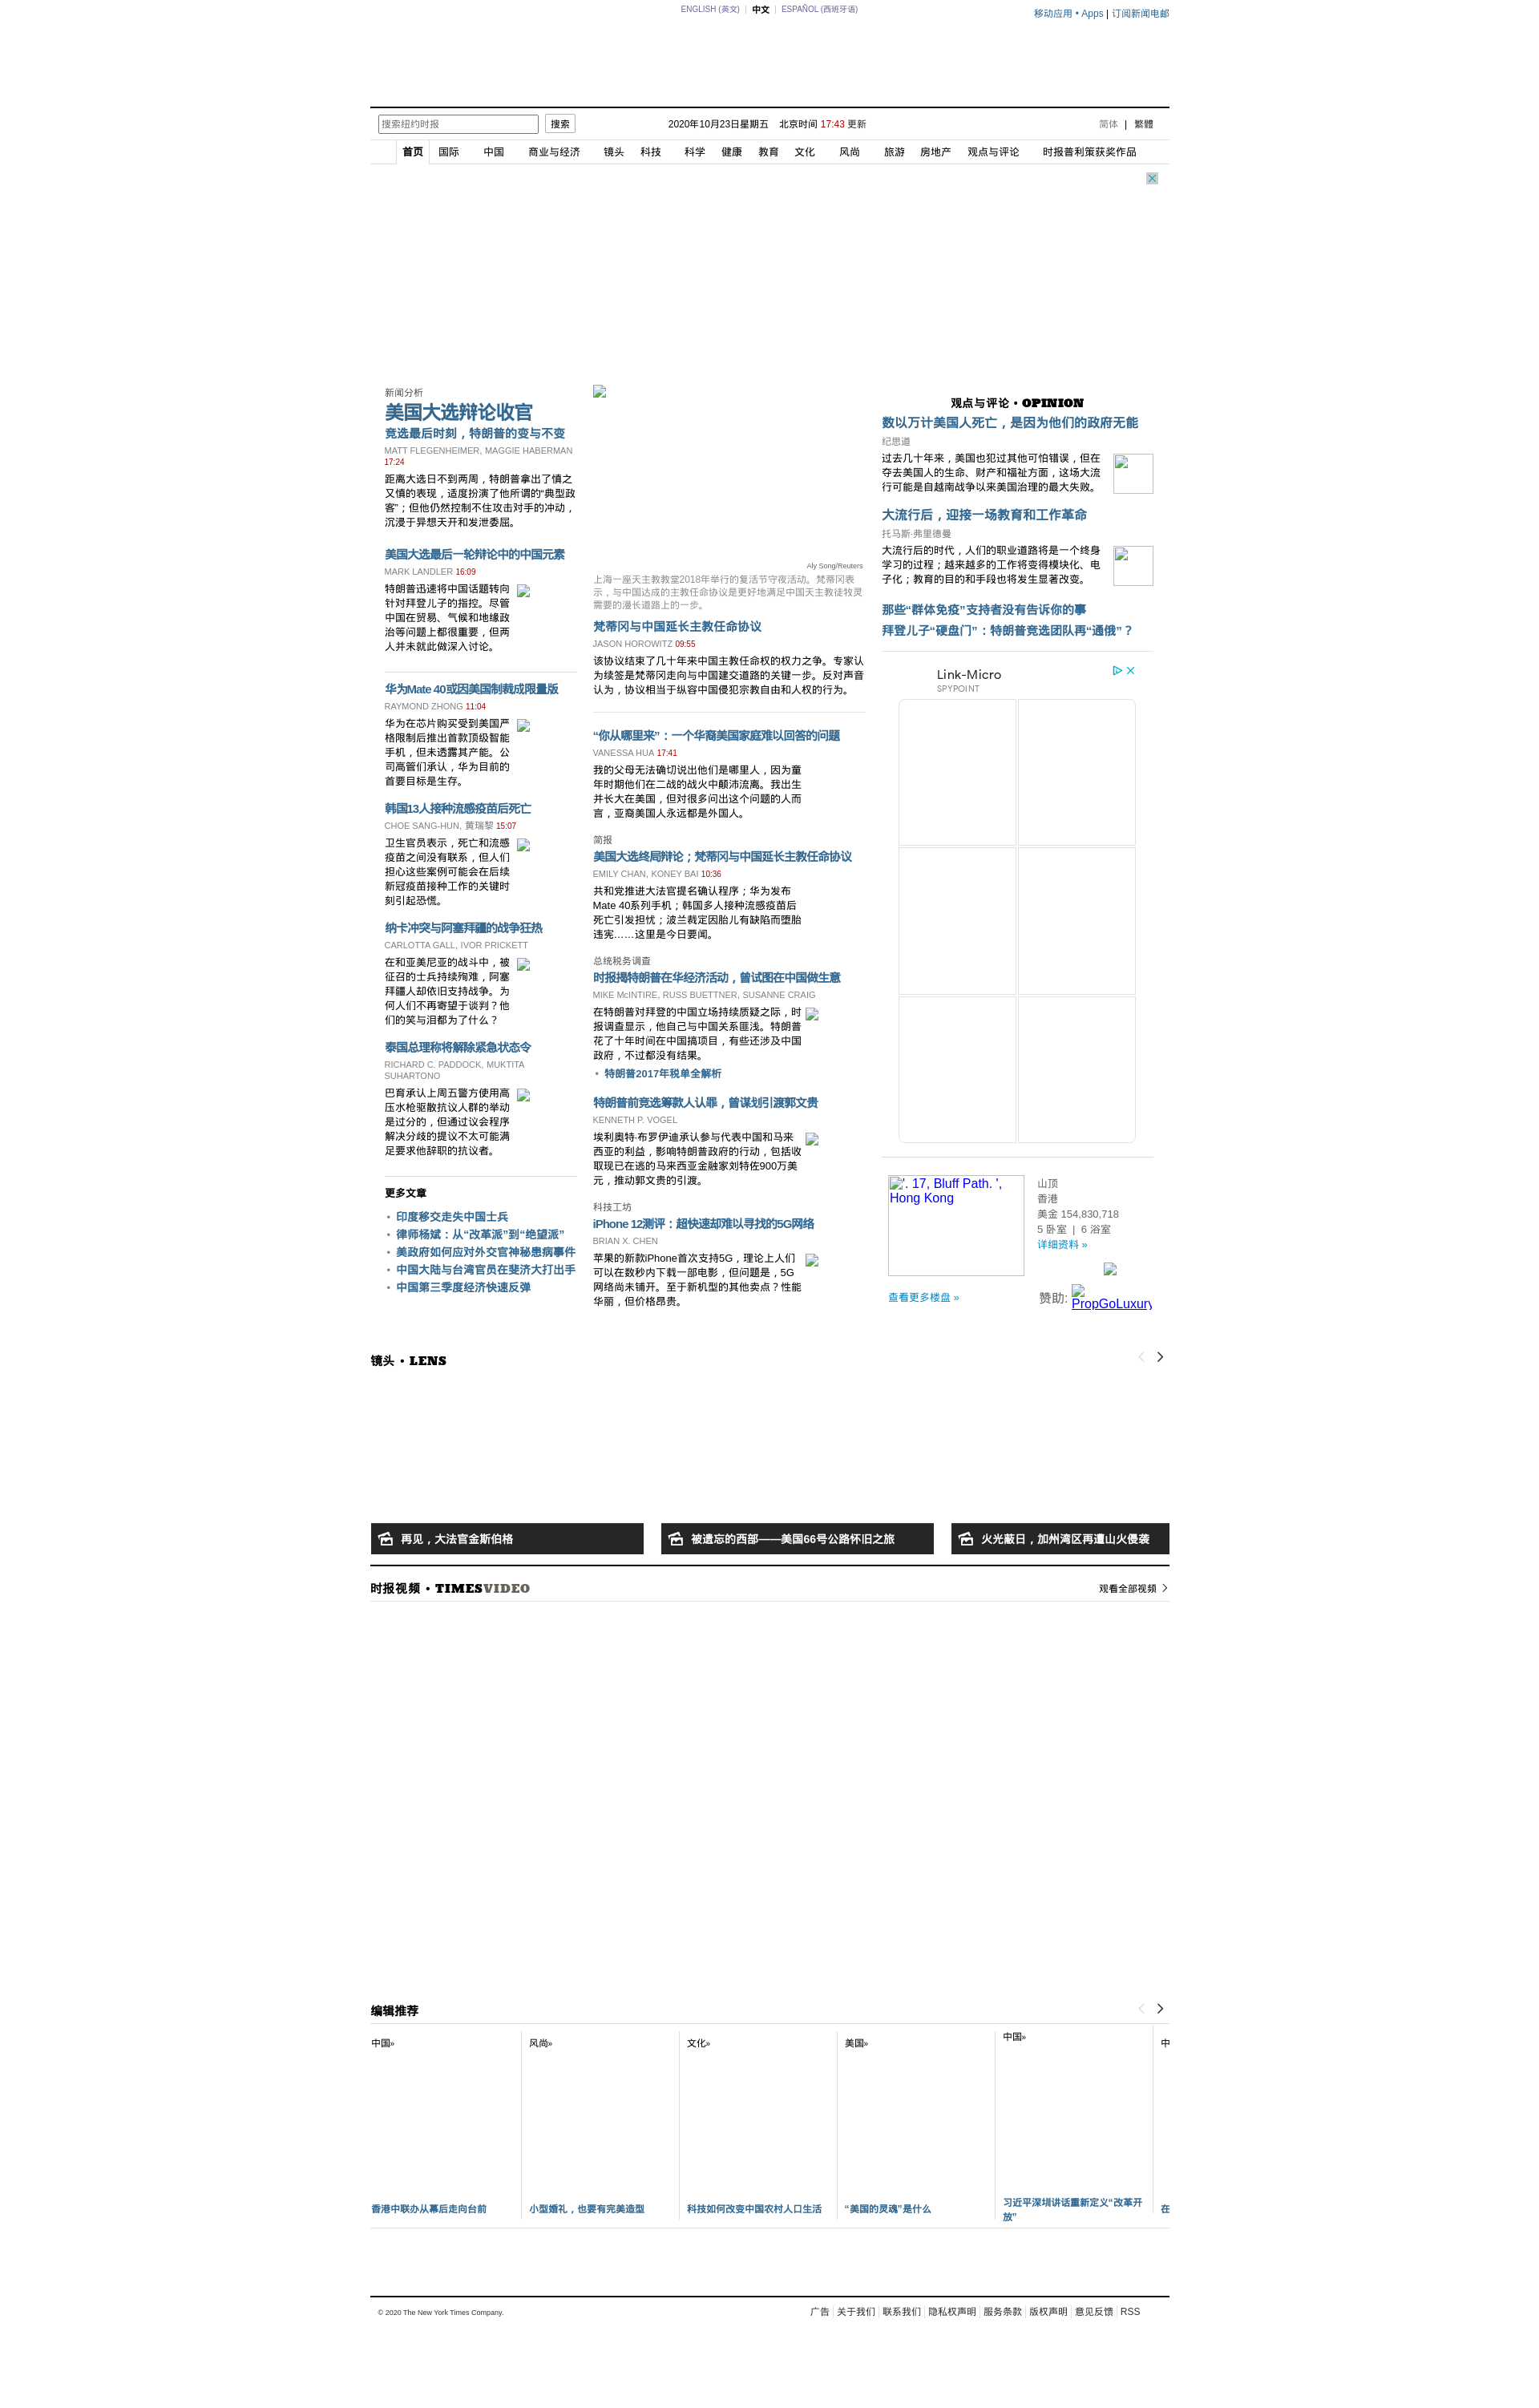 ENGLISH (英文) | 中文 | ESPAÑOL (西班牙语)
移动应用 • Apps | 订阅新闻电邮
搜索纽约时报 搜索 2020年10月23日星期五 北京时间 17:43 更新 简体 | 繁體
首页 国际 中国 商业与经济 镜头 科技 科学 健康 教育 文化 风尚 旅游 房地产 观点与评论 时报普利策获奖作品
新闻分析
美国大选辩论收官
竞选最后时刻，特朗普的变与不变
MATT FLEGENHEIMER, MAGGIE HABERMAN
17:24
距离大选日不到两周，特朗普拿出了慎之
又慎的表现，适度扮演了他所谓的“典型政
客”；但他仍然控制不住攻击对手的冲动，
沉浸于异想天开和发泄委屈。
美国大选最后一轮辩论中的中国元素
MARK LANDLER 16:09
特朗普迅速将中国话题转向
针对拜登儿子的指控。尽管
中国在贸易、气候和地缘政
治等问题上都很重要，但两
人并未就此做深入讨论。
华为Mate 40或因美国制裁成限量版
RAYMOND ZHONG 11:04
华为在芯片购买受到美国严
格限制后推出首款顶级智能
手机，但未透露其产能。公
司高管们承认，华为目前的
首要目标是生存。
韩国13人接种流感疫苗后死亡
CHOE SANG-HUN, 黄瑞黎 15:07
卫生官员表示，死亡和流感
疫苗之间没有联系，但人们
担心这些案例可能会在后续
新冠疫苗接种工作的关键时
刻引起恐慌。
纳卡冲突与阿塞拜疆的战争狂热
CARLOTTA GALL, IVOR PRICKETT
在和亚美尼亚的战斗中，被
征召的士兵持续殉难，阿塞
拜疆人却依旧支持战争。为
何人们不再寄望于谈判？他
们的笑与泪都为了什么？
泰国总理称将解除紧急状态令
RICHARD C. PADDOCK, MUKTITA
SUHARTONO
巴育承认上周五警方使用高
压水枪驱散抗议人群的举动
是过分的，但通过议会程序
解决分歧的提议不太可能满
足要求他辞职的抗议者。
更多文章
• 印度移交走失中国士兵
• 律师杨斌：从“改革派”到“绝望派”
• 美政府如何应对外交官神秘患病事件
• 中国大陆与台湾官员在斐济大打出手
• 中国第三季度经济快速反弹
Aly Song/Reuters
上海一座天主教教堂2018年举行的复活节守夜活动。梵蒂冈表
示，与中国达成的主教任命协议是更好地满足中国天主教徒牧灵
需要的漫长道路上的一步。
梵蒂冈与中国延长主教任命协议
JASON HOROWITZ 09:55
该协议结束了几十年来中国主教任命权的权力之争。专家认
为续签是梵蒂冈走向与中国建交道路的关键一步。反对声音
认为，协议相当于纵容中国侵犯宗教自由和人权的行为。
“你从哪里来”：一个华裔美国家庭难以回答的问题
VANESSA HUA 17:41
我的父母无法确切说出他们是哪里人，因为童
年时期他们在二战的战火中颠沛流离。我出生
并长大在美国，但对很多问出这个问题的人而
言，亚裔美国人永远都是外国人。
简报
美国大选终局辩论；梵蒂冈与中国延长主教任命协议
EMILY CHAN, KONEY BAI 10:36
共和党推进大法官提名确认程序；华为发布
Mate 40系列手机；韩国多人接种流感疫苗后
死亡引发担忧；波兰裁定因胎儿有缺陷而堕胎
违宪……这里是今日要闻。
总统税务调查
时报揭特朗普在华经济活动，曾试图在中国做生意
MIKE McINTIRE, RUSS BUETTNER, SUSANNE CRAIG
在特朗普对拜登的中国立场持续质疑之际，时
报调查显示，他自己与中国关系匪浅。特朗普
花了十年时间在中国搞项目，有些还涉及中国
政府，不过都没有结果。
• 特朗普2017年税单全解析
特朗普前竞选筹款人认罪，曾谋划引渡郭文贵
KENNETH P. VOGEL
埃利奥特·布罗伊迪承认参与代表中国和马来
西亚的利益，影响特朗普政府的行动，包括收
取现已在逃的马来西亚金融家刘特佐900万美
元，推动郭文贵的引渡。
科技工坊
iPhone 12测评：超快速却难以寻找的5G网络
BRIAN X. CHEN
苹果的新款iPhone首次支持5G，理论上人们
可以在数秒内下载一部电影，但问题是，5G
网络尚未铺开。至于新机型的其他卖点？性能
华丽，但价格昂贵。
观点与评论 • OPINION
数以万计美国人死亡，是因为他们的政府无能
纪思道
过去几十年来，美国也犯过其他可怕错误，但在
夺去美国人的生命、财产和福祉方面，这场大流
行可能是自越南战争以来美国治理的最大失败。
大流行后，迎接一场教育和工作革命
托马斯·弗里德曼
大流行后的时代，人们的职业道路将是一个终身
学习的过程；越来越多的工作将变得模块化、电
子化；教育的目的和手段也将发生显著改变。
那些“群体免疫”支持者没有告诉你的事
拜登儿子“硬盘门”：特朗普竞选团队再“通俄”？
Link-Micro
SPYPOINT
'. 17, Bluff Path. ',
Hong Kong
山顶
香港
美金 154,830,718
5 卧室 | 6 浴室
详细资料 »
查看更多楼盘 »
赞助:
PropGoLuxury
镜头 • LENS
再见，大法官金斯伯格
被遗忘的西部——美国66号公路怀旧之旅
火光蔽日，加州湾区再遭山火侵袭
时报视频 • TIMESVIDEO
观看全部视频
编辑推荐
中国» 风尚» 文化» 美国» 中国» 中
香港中联办从幕后走向台前
小型婚礼，也要有完美造型
科技如何改变中国农村人口生活
“美国的灵魂”是什么
习近平深圳讲话重新定义“改革开
放”
在
© 2020 The New York Times Company.
广告 | 关于我们 | 联系我们 | 隐私权声明 | 服务条款 | 版权声明 | 意见反馈 | RSS